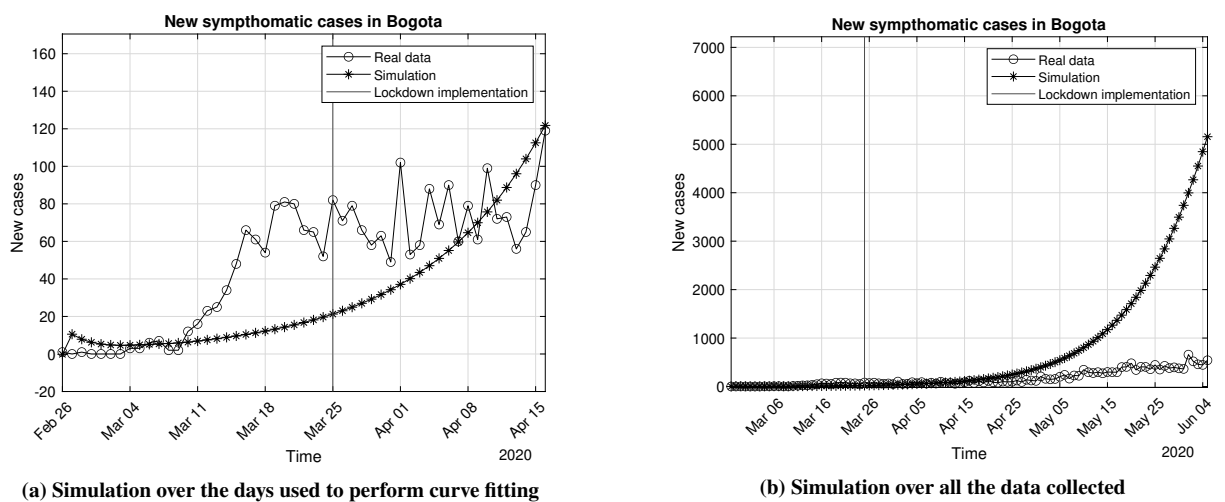 New sympthomatic cases in Bogota
160
140
120
100
80
60
40
20
0
-20
New cases
Real data
Simulation
Lockdown implementation
Feb 26
Mar 04
Mar 11
Mar 18
Mar 25
Apr 01
Apr 08
Apr 15
Time
2020
(a) Simulation over the days used to perform curve fitting
New sympthomatic cases in Bogota
7000
6000
5000
4000
3000
2000
1000
0
New cases
Real data
Simulation
Lockdown implementation
Mar 06
Mar 16
Mar 26
Apr 05
Apr 15
Apr 25
May 05
May 15
May 25
Jun 04
Time
2020
(b) Simulation over all the data collected